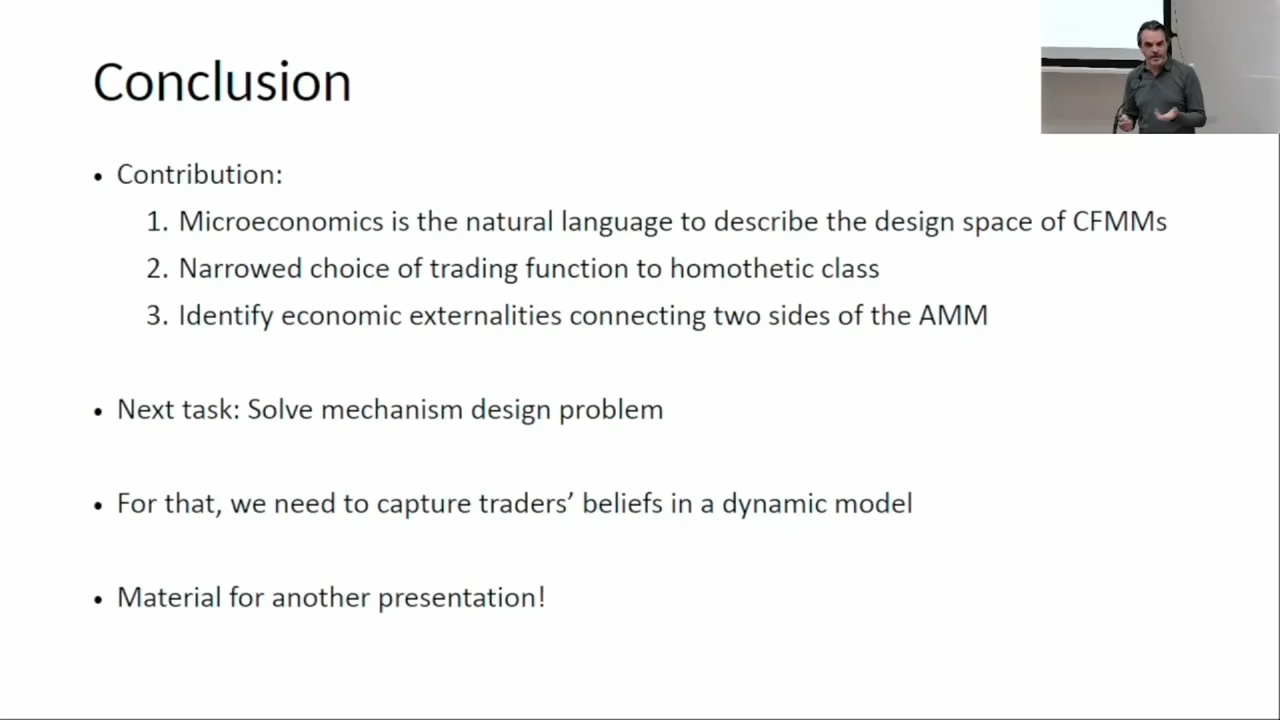 Conclusion
• Contribution:
1. Microeconomics is the natural language to describe the design space of CFMMs
2. Narrowed choice of trading function to homothetic class
3. Identify economic externalities connecting two sides of the AMM
• Next task: Solve mechanism design problem
• For that, we need to capture traders’ beliefs in a dynamic model
• Material for another presentation!